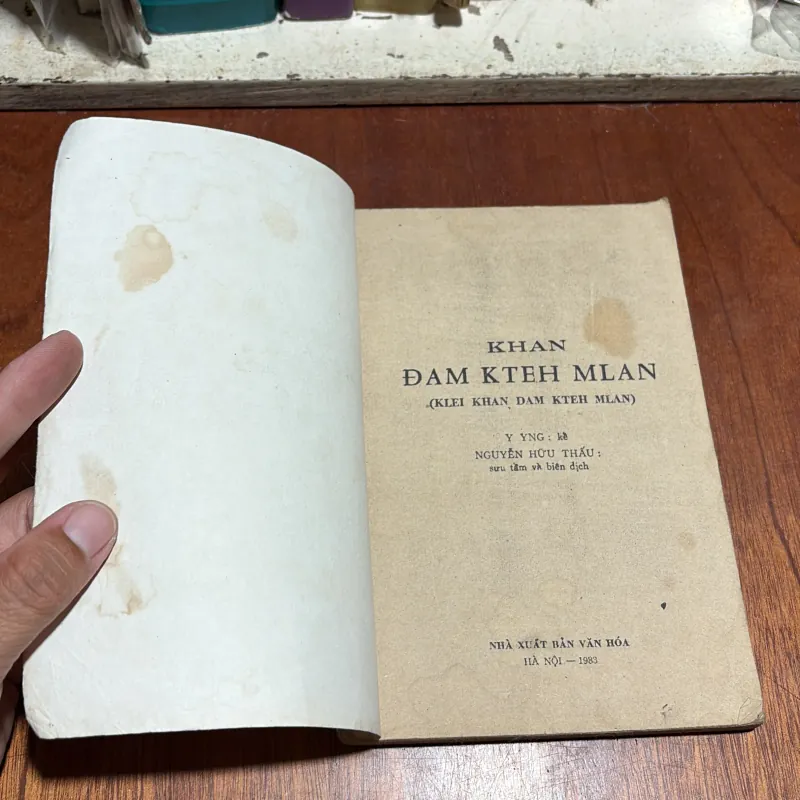 KHAN
ĐAM KTEH MLAN
(KLEI KHAN DAM KTEH MLAN)
Y YNG : kể
NGUYỄN HỮU THẤU :
sưu tầm và biên dịch
NHÀ XUẤT BẢN VĂN HÓA
HÀ NỘI — 1983